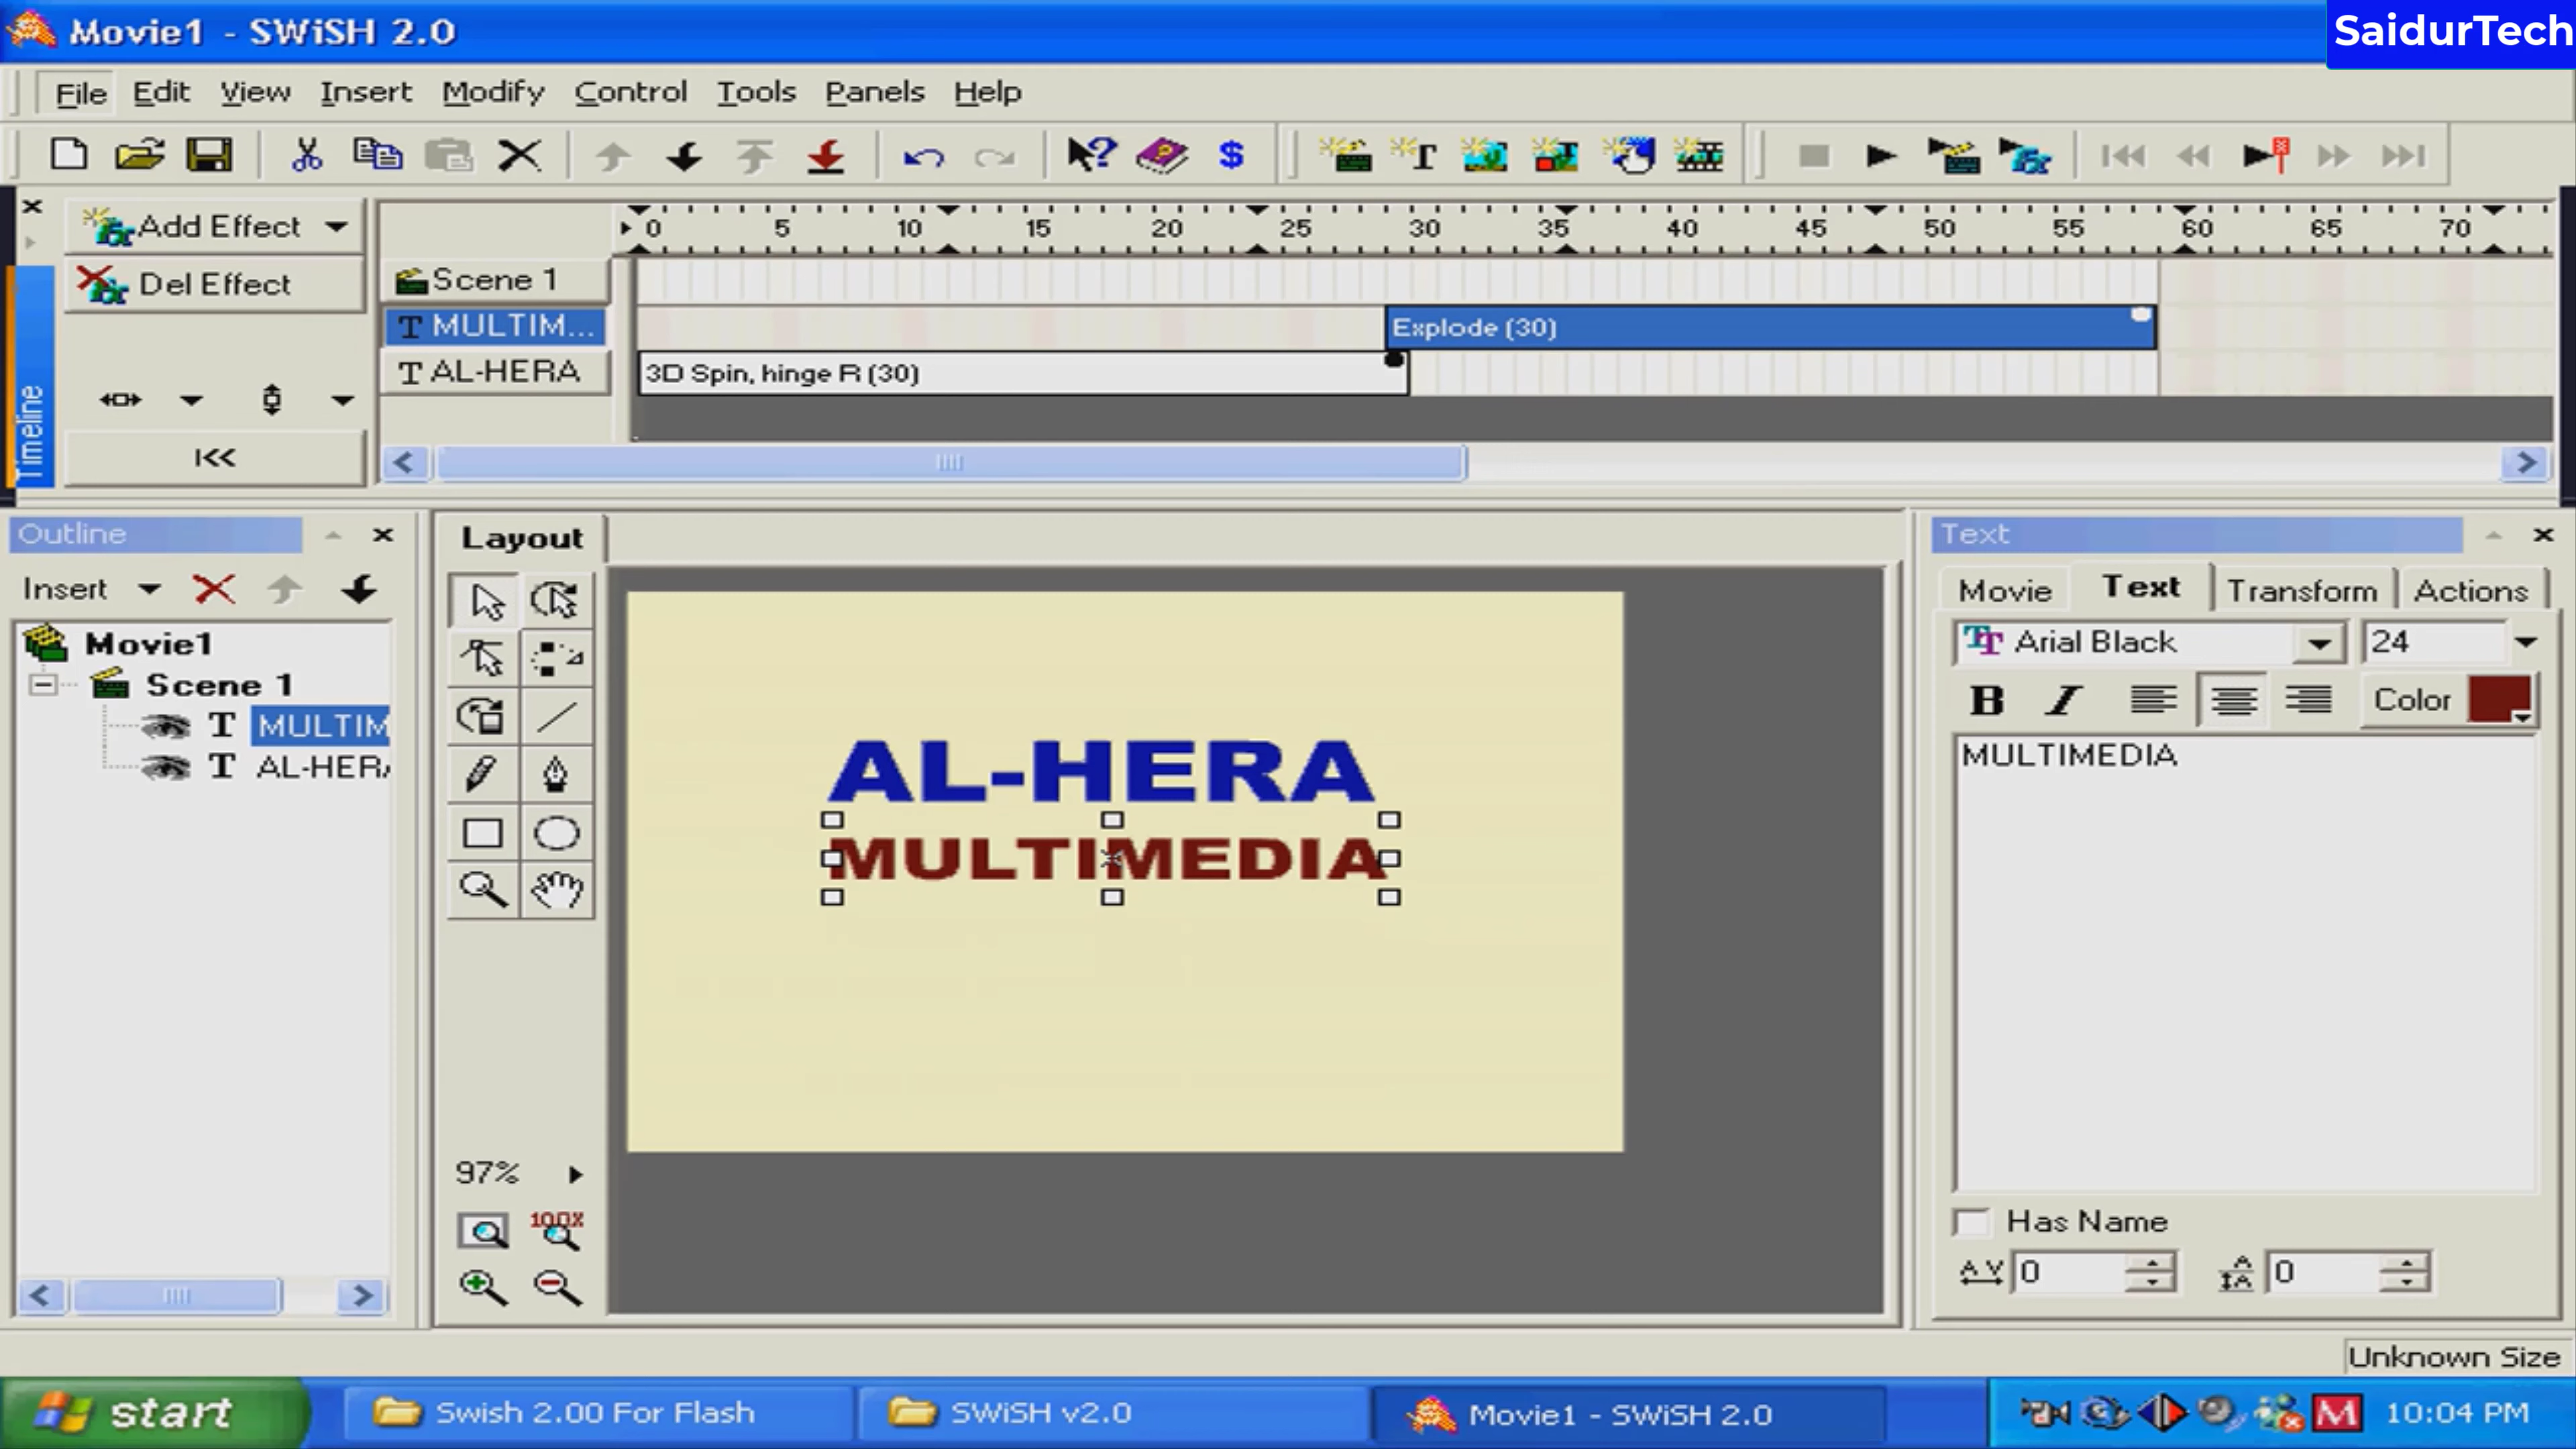 Movie1 - SWiSH 2.0
SaidurTech
File Edit View Insert Modify Control Tools Panels Help
Add Effect
0 5 10 15 20 25 30 35 40 45 50 55 60 65 70
Del Effect
Scene 1
T MULTIM... Explode (30)
T AL-HERA 3D Spin, hinge R (30)
Timeline
Outline
Layout
Text
Insert
Movie Text Transform Actions
Movie1
Arial Black 24
Scene 1
B I Color
T MULTIM
T AL-HERA
MULTIMEDIA
AL-HERA
MULTIMEDIA
97%
100%
Has Name
AV 0 AA 0
Unknown Size
start Swish 2.00 For Flash SWiSH v2.0 Movie1 - SWiSH 2.0 M 10:04 PM